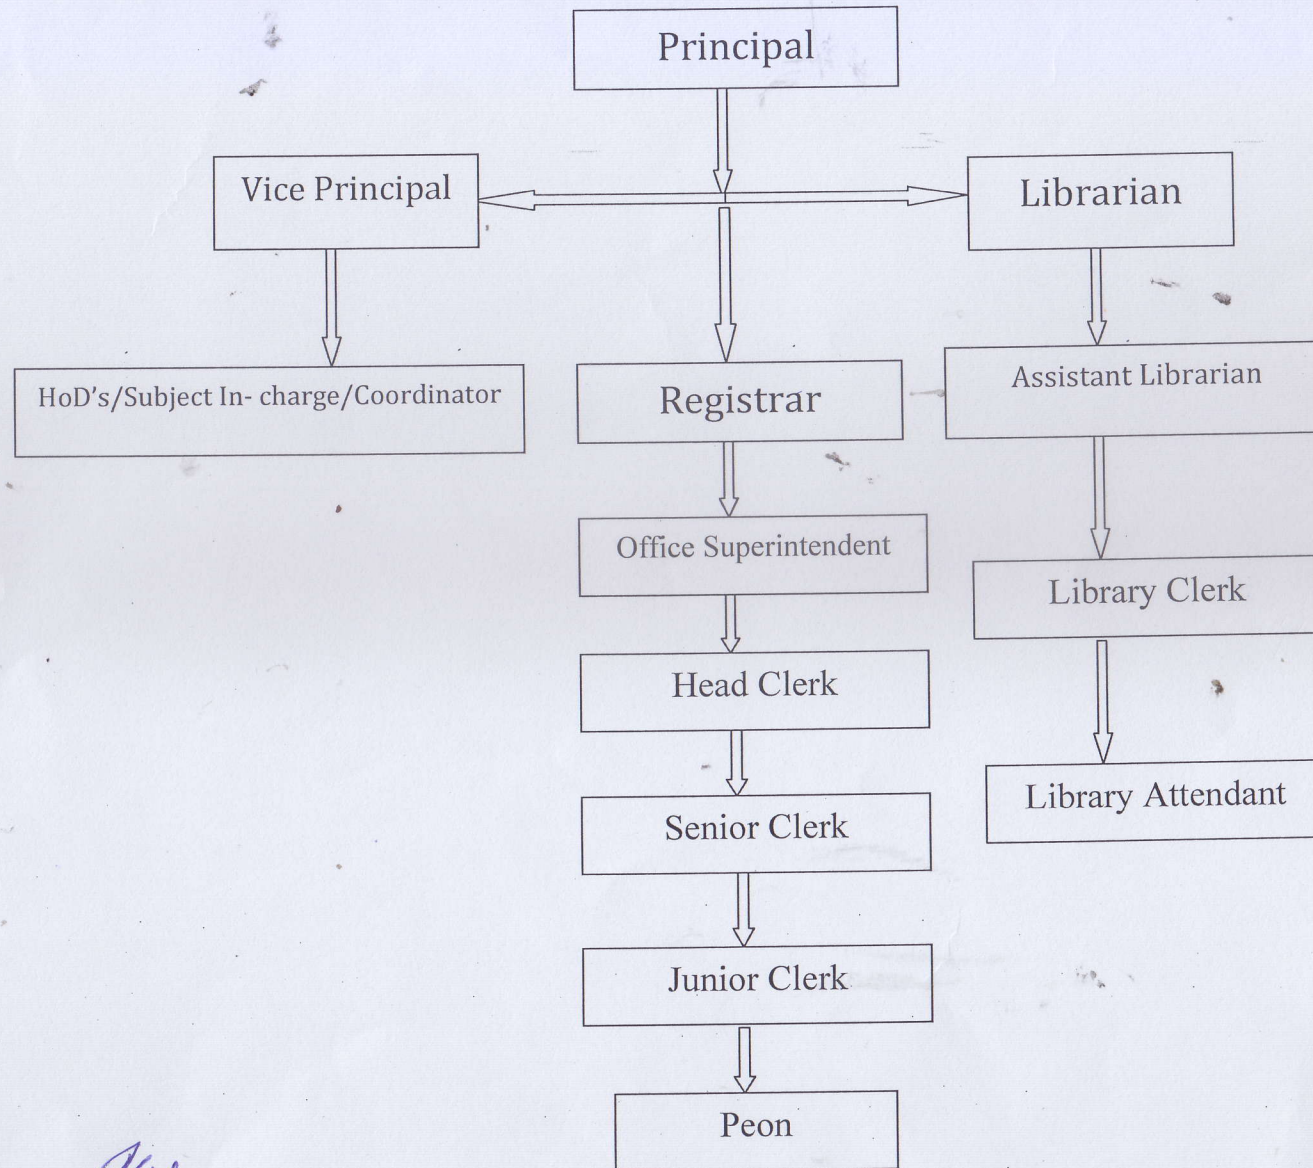 Principal
Vice Principal
Librarian
HoD's/Subject In- charge/Coordinator
Registrar
Assistant Librarian
Office Superintendent
Library Clerk
Head Clerk
Library Attendant
Senior Clerk
Junior Clerk
Peon